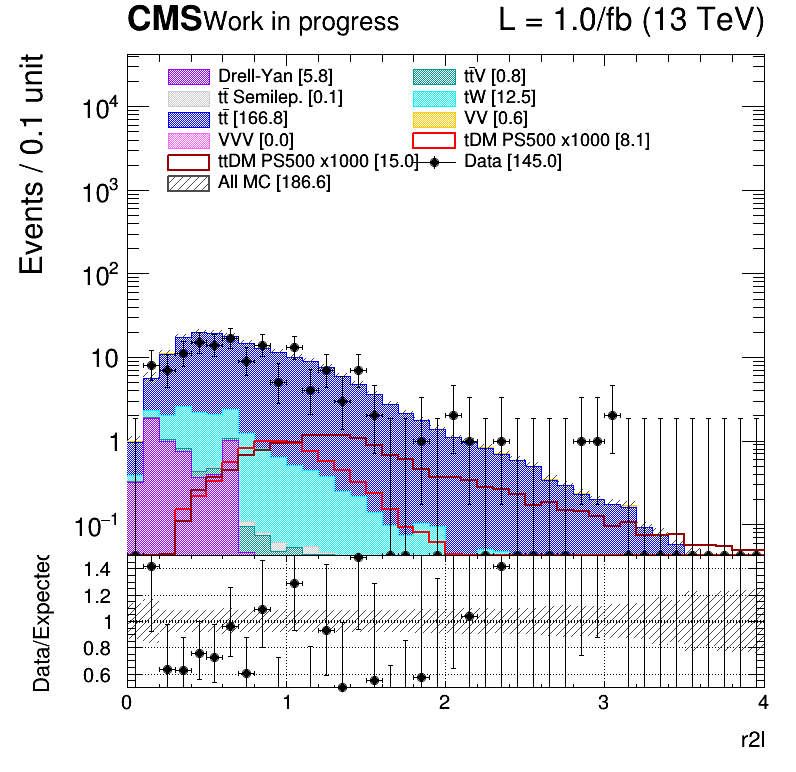 CMS Work in progress L = 1.0/fb (13 TeV)
Events / 0.1 unit
Drell-Yan [5.8] tt̄V [0.8]
tt̄ Semilep. [0.1] tW [12.5]
tt̄ [166.8] VV [0.6]
VVV [0.0] tDM PS500 x1000 [8.1]
ttDM PS500 x1000 [15.0] Data [145.0]
All MC [186.6]
10⁴
10³
10²
10
1
10⁻¹
Data/Expected
1.4
1.2
1
0.8
0.6
0 1 2 3 4
r2l